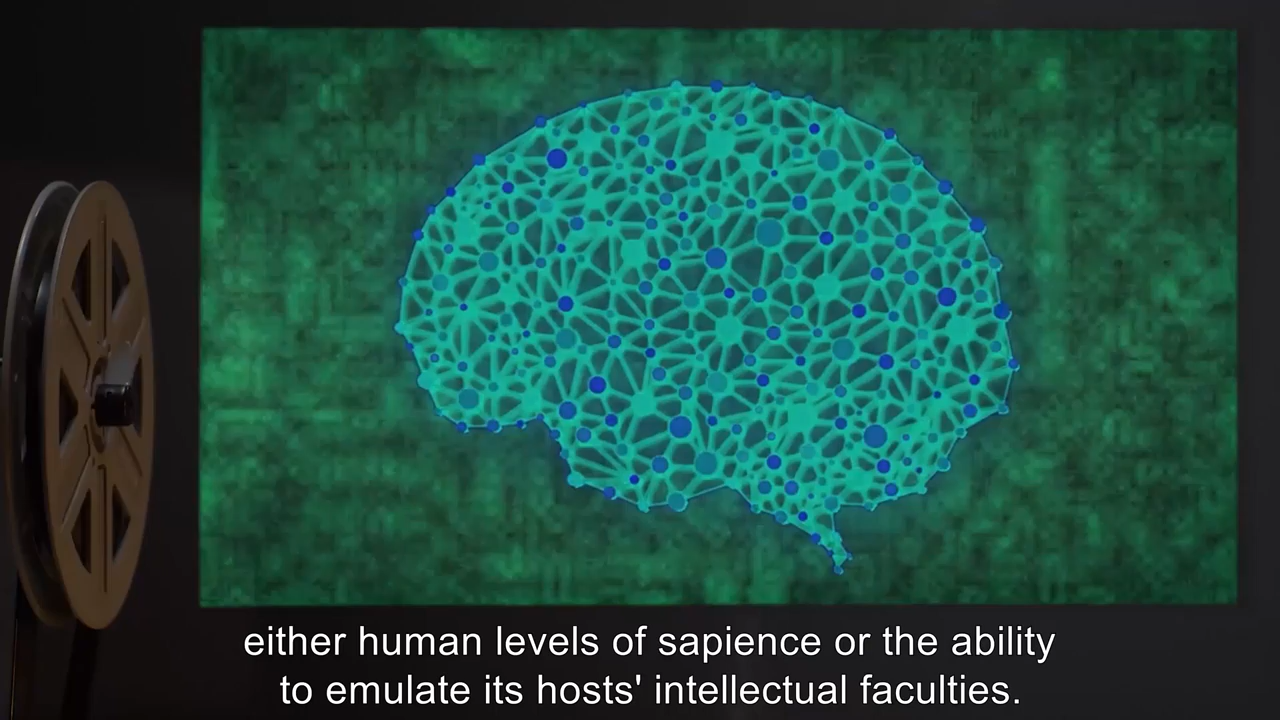 either human levels of sapience or the ability
to emulate its hosts' intellectual faculties.